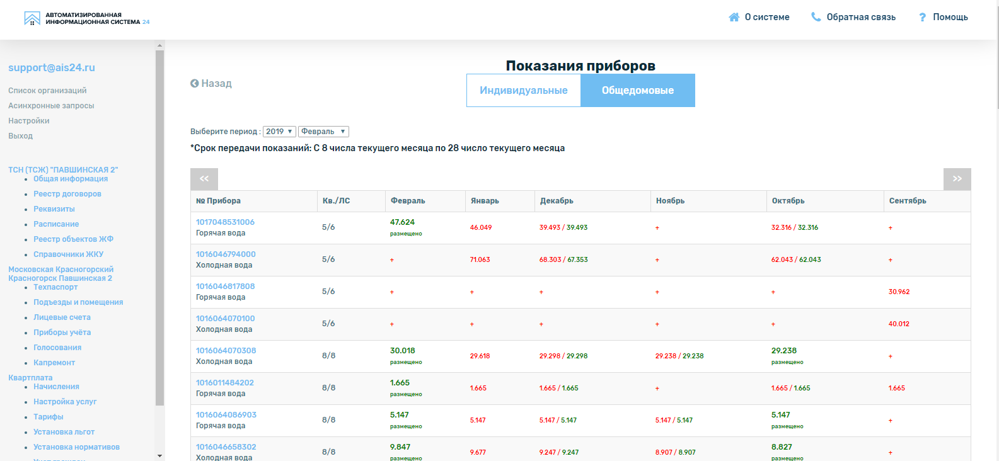 АВТОМАТИЗИРОВАННАЯ
ИНФОРМАЦИОННАЯ СИСТЕМА 24
О системе
Обратная связь
? Помощь
support@ais24.ru
Список организаций
Асинхронные запросы
Настройки
Выход
ТСН (ТСЖ) "ПАВШИНСКАЯ 2"
Общая информация
Реестр договоров
Реквизиты
Расписание
Реестр объектов ЖФ
Справочники ЖКУ
Московская Красногорский
Красногорск Павшинская 2
Техпаспорт
Подъезды и помещения
Лицевые счета
Приборы учёта
Голосования
Капремонт
Квартплата
Начисления
Настройка услуг
Тарифы
Установка льгот
Установка нормативов
Показания приборов
Назад
Индивидуальные
Общедомовые
Выберите период : 2019 Февраль
*Срок передачи показаний: С 8 числа текущего месяца по 28 число текущего месяца
<< >>
№ Прибора Кв./ЛС Февраль Январь Декабрь Ноябрь Октябрь Сентябрь
1017048531006 Горячая вода 5/6 47.624 размещено 46.049 39.493 / 39.493 + 32.316 / 32.316 +
1016046794000 Холодная вода 5/6 + 71.063 68.303 / 67.353 + 62.043 / 62.043 +
1016046817808 Горячая вода 5/6 + + + + + 30.962
1016064070100 Холодная вода 5/6 + + + + + 40.012
1016064070308 Холодная вода 8/8 30.018 размещено 29.618 29.298 / 29.298 29.238 / 29.238 29.238 размещено +
1016011484202 Горячая вода 8/8 1.665 размещено 1.665 1.665 / 1.665 + 1.665 / 1.665 1.665
1016064086903 Горячая вода 8/8 5.147 размещено 5.147 5.147 / 5.147 5.147 / 5.147 5.147 размещено +
1016046658302 Холодная вода 8/8 9.847 размещено 9.677 9.247 / 9.247 8.907 / 8.907 8.827 размещено +